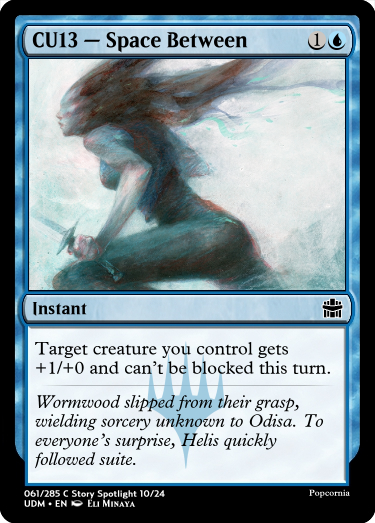 CU13 — Space Between 1
Instant
Target creature you control gets
+1/+0 and can't be blocked this turn.
Wormwood slipped from their grasp,
wielding sorcery unknown to Odisa. To
everyone's surprise, Helis quickly
followed suite.
061/285 C Story Spotlight 10/24 Popcornia
UDM • EN Eli Minaya